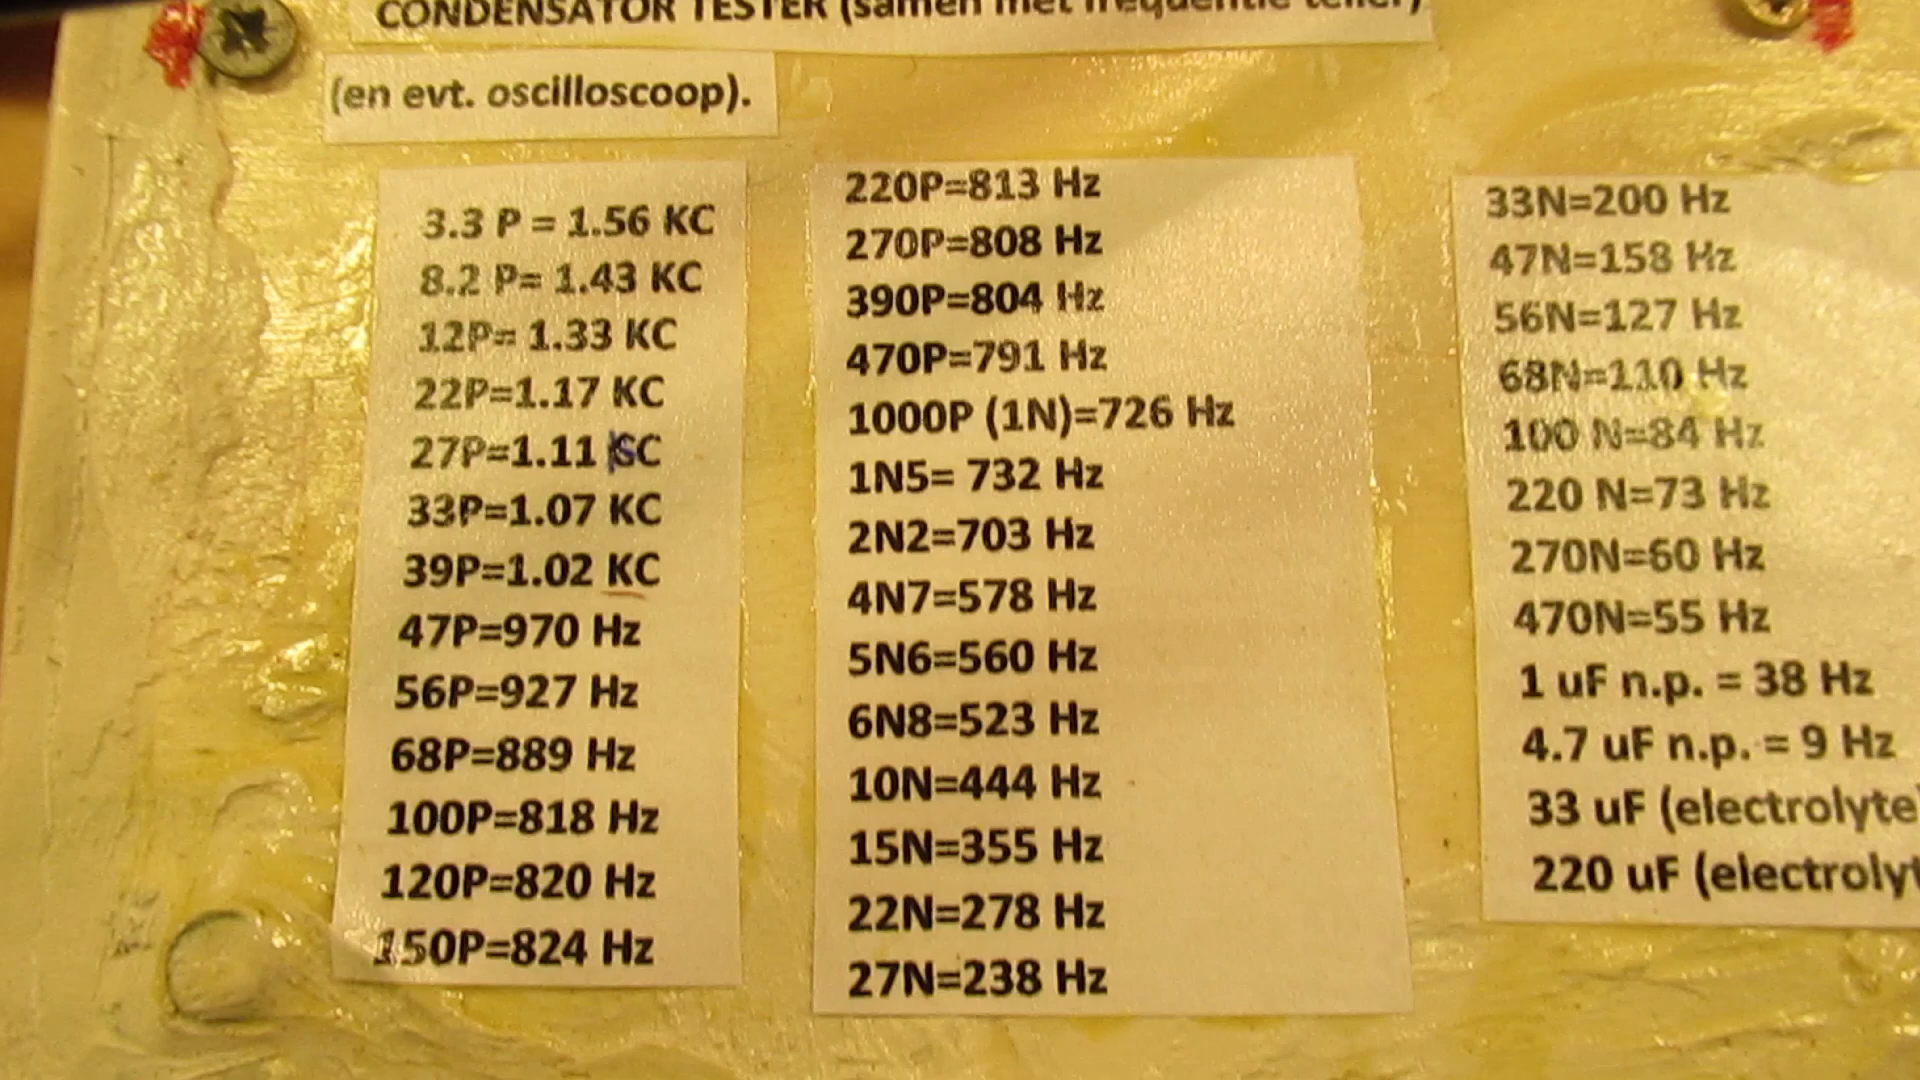 CONDENSATOR TESTER (samen met frequentie teller)
(en evt. oscilloscoop).
3.3 P = 1.56 KC
8.2 P= 1.43 KC
12P= 1.33 KC
22P=1.17 KC
27P=1.11 KC
33P=1.07 KC
39P=1.02 KC
47P=970 Hz
56P=927 Hz
68P=889 Hz
100P=818 Hz
120P=820 Hz
150P=824 Hz
220P=813 Hz
270P=808 Hz
390P=804 Hz
470P=791 Hz
1000P (1N)=726 Hz
1N5= 732 Hz
2N2=703 Hz
4N7=578 Hz
5N6=560 Hz
6N8=523 Hz
10N=444 Hz
15N=355 Hz
22N=278 Hz
27N=238 Hz
33N=200 Hz
47N=158 Hz
56N=127 Hz
68N=110 Hz
100 N=84 Hz
220 N=73 Hz
270N=60 Hz
470N=55 Hz
1 uF n.p. = 38 Hz
4.7 uF n.p. = 9 Hz
33 uF (electrolyte
220 uF (electrolyt